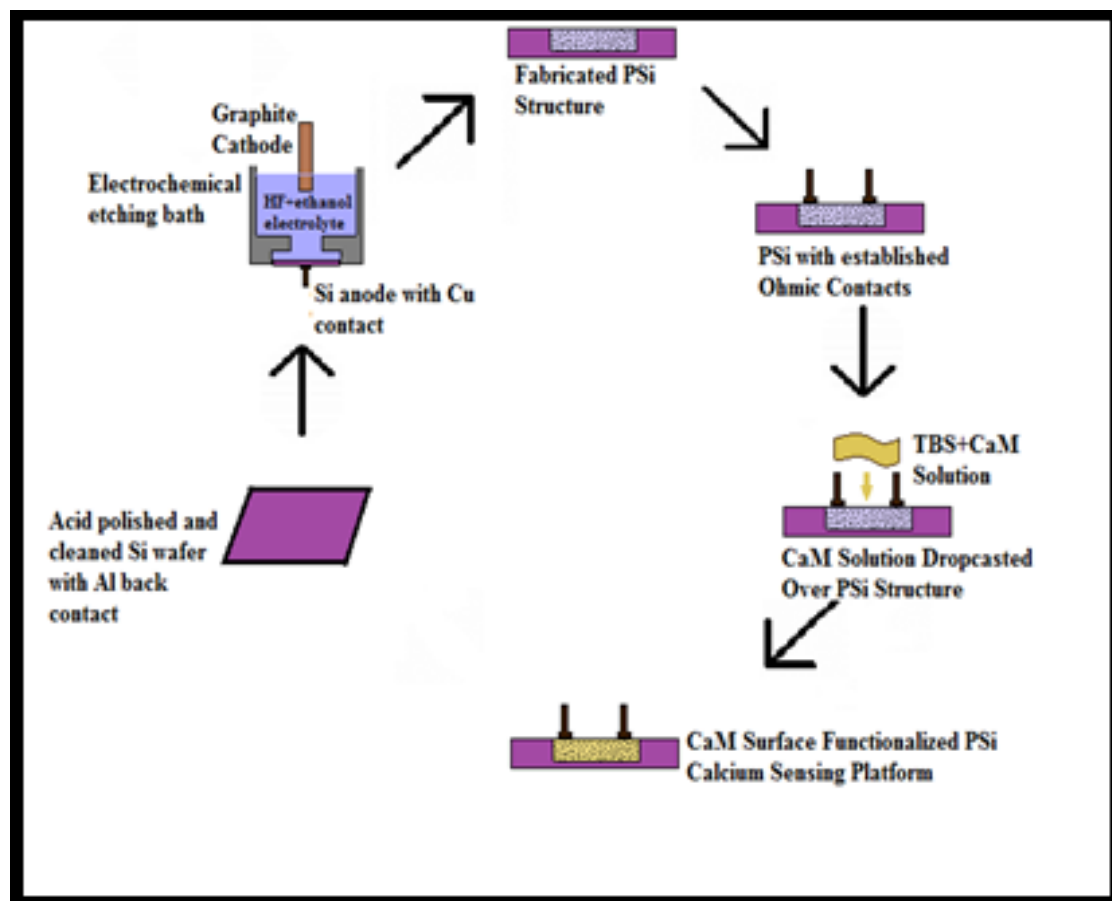 Fabricated PSi
Structure
Graphite
Cathode
Electrochemical
etching bath
HF+ethanol
electrolyte
Si anode with Cu
contact
PSi with established
Ohmic Contacts
TBS+CaM
Solution
Acid polished and
cleaned Si wafer
with Al back
contact
CaM Solution Dropcasted
Over PSi Structure
CaM Surface Functionalized PSi
Calcium Sensing Platform